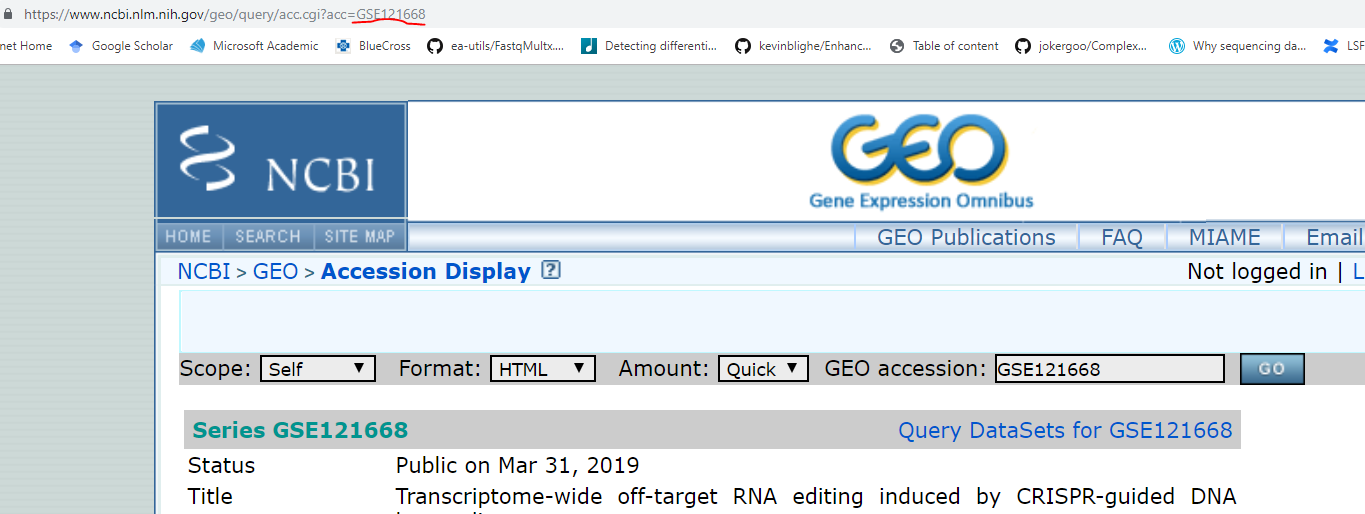 https://www.ncbi.nlm.nih.gov/geo/query/acc.cgi?acc=GSE121668
net Home Google Scholar Microsoft Academic BlueCross ea-utils/FastqMultx.... Detecting differenti... kevinblighe/Enhanc... Table of content jokergoo/Complex... Why sequencing da... LSF
NCBI
GEO
Gene Expression Omnibus
HOME SEARCH SITE MAP GEO Publications FAQ MIAME Email
NCBI > GEO > Accession Display ? Not logged in | L
Scope: Self Format: HTML Amount: Quick GEO accession: GSE121668 GO
Series GSE121668 Query DataSets for GSE121668
Status Public on Mar 31, 2019
Title Transcriptome-wide off-target RNA editing induced by CRISPR-guided DNA